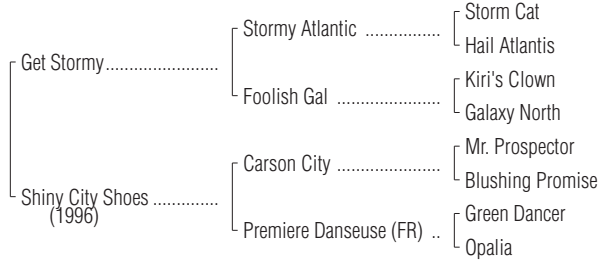 Storm Cat
Stormy Atlantic ..................
Hail Atlantis
Get Stormy........................
Kiri's Clown
Foolish Gal .......................
Galaxy North
Mr. Prospector
Carson City .......................
Blushing Promise
Shiny City Shoes ..............
(1996)
Green Dancer
Premiere Danseuse (FR) ..
Opalia